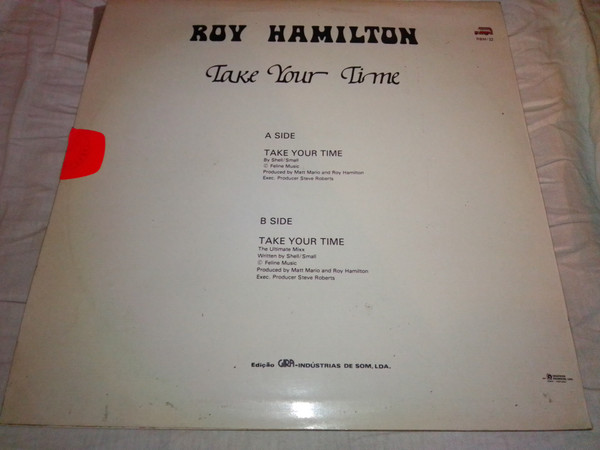 ROY HAMILTON
Take Your Time
A SIDE
TAKE YOUR TIME
By Shell/Small
Ⓟ Feline Music
Produced by Matt Mario and Roy Hamilton
Exec. Producer Steve Roberts
B SIDE
TAKE YOUR TIME
The Ultimate Mixx
Written by Shell/Small
Ⓟ Feline Music
Produced by Matt Mario and Roy Hamilton
Exec. Producer Steve Roberts
Edição GIRA-INDÚSTRIAS DE SOM, LDA.